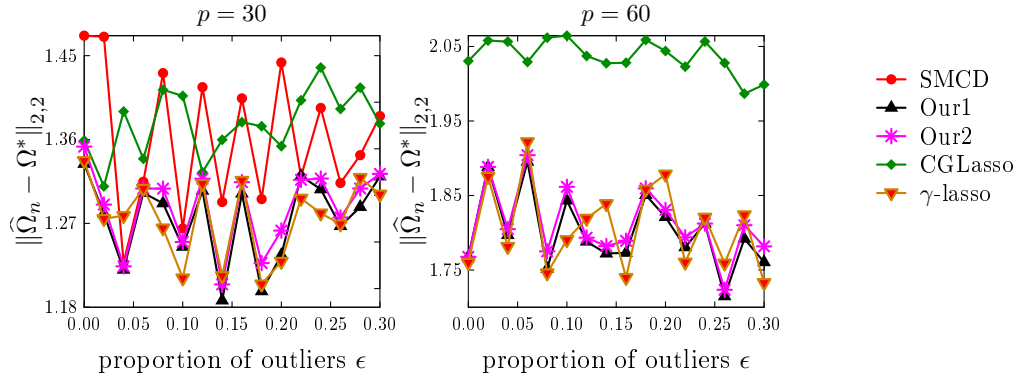 p = 30
‖Ω̂ₙ − Ω*‖₂,₂
1.45
1.36
1.27
1.18
0.00 0.05 0.10 0.15 0.20 0.25 0.30
proportion of outliers ϵ
p = 60
‖Ω̂ₙ − Ω*‖₂,₂
2.05
1.95
1.85
1.75
0.00 0.05 0.10 0.15 0.20 0.25 0.30
proportion of outliers ϵ
SMCD
Our1
Our2
CGLasso
γ-lasso